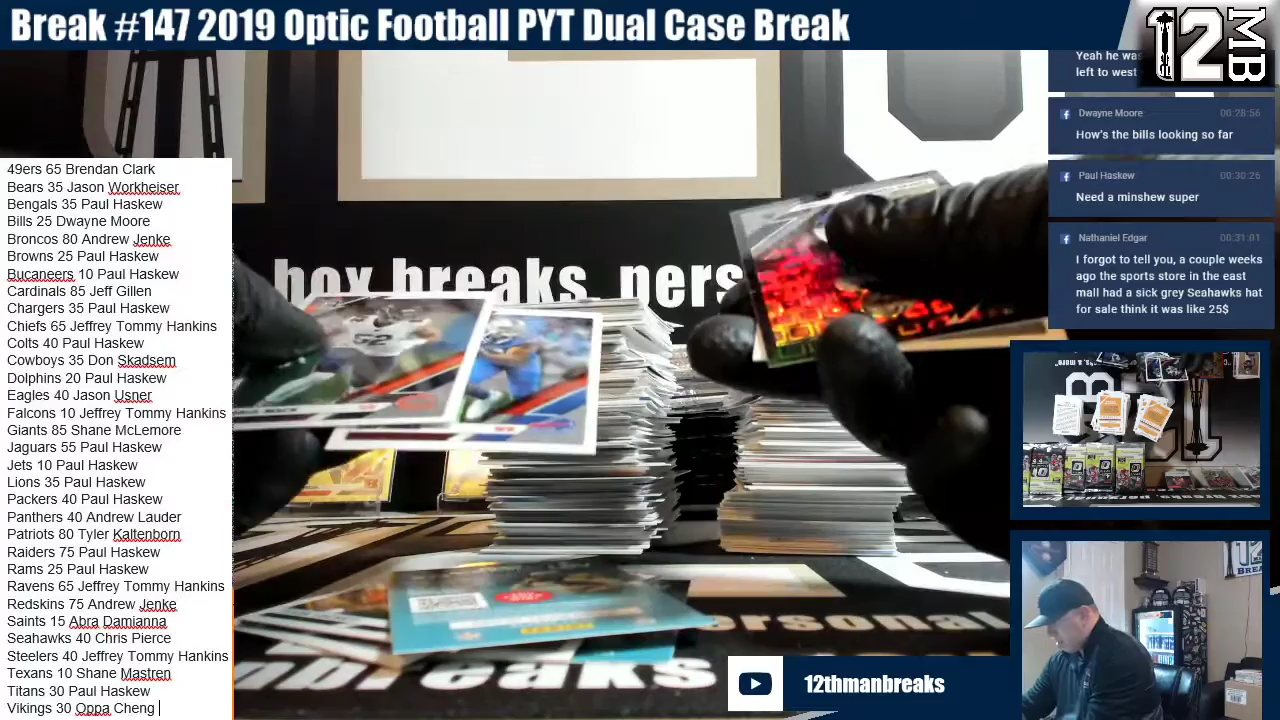 Break #147 2019 Optic Football PYT Dual Case Break
12 MB
49ers 65 Brendan Clark
Bears 35 Jason Workheiser
Bengals 35 Paul Haskew
Bills 25 Dwayne Moore
Broncos 80 Andrew Jenke
Browns 25 Paul Haskew
Bucaneers 10 Paul Haskew
Cardinals 85 Jeff Gillen
Chargers 35 Paul Haskew
Chiefs 65 Jeffrey Tommy Hankins
Colts 40 Paul Haskew
Cowboys 35 Don Skadsem
Dolphins 20 Paul Haskew
Eagles 40 Jason Usner
Falcons 10 Jeffrey Tommy Hankins
Giants 85 Shane McLemore
Jaguars 55 Paul Haskew
Jets 10 Paul Haskew
Lions 35 Paul Haskew
Packers 40 Paul Haskew
Panthers 40 Andrew Lauder
Patriots 80 Tyler Kaltenborn
Raiders 75 Paul Haskew
Rams 25 Paul Haskew
Ravens 65 Jeffrey Tommy Hankins
Redskins 75 Andrew Jenke
Saints 15 Abra Damianna
Seahawks 40 Chris Pierce
Steelers 40 Jeffrey Tommy Hankins
Texans 10 Shane Mastren
Titans 30 Paul Haskew
Vikings 30 Oppa Cheng
box breaks, pers
52
personal
nbreaks
Yeah he was
left to west
Dwayne Moore 00:28:56
How's the bills looking so far
Paul Haskew 00:30:26
Need a minshew super
Nathaniel Edgar 00:31:01
I forgot to tell you, a couple weeks
ago the sports store in the east
mall had a sick grey Seahawks hat
for sale think it was like 25$
12thmanbreaks